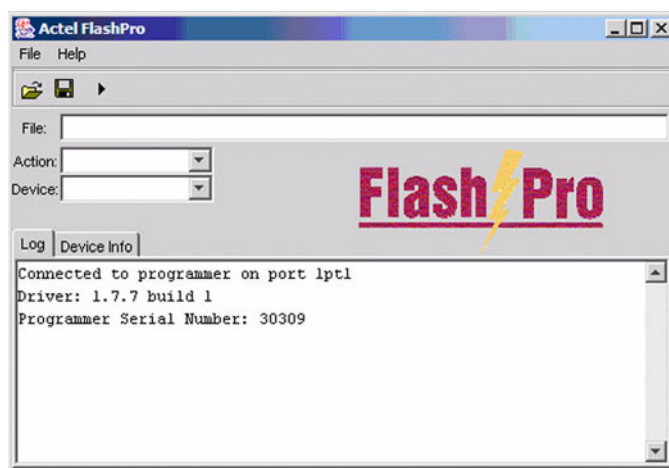 Actel FlashPro
File Help
File:
Action:
Device:
Flash Pro
Log Device Info
Connected to programmer on port lpt1
Driver: 1.7.7 build 1
Programmer Serial Number: 30309